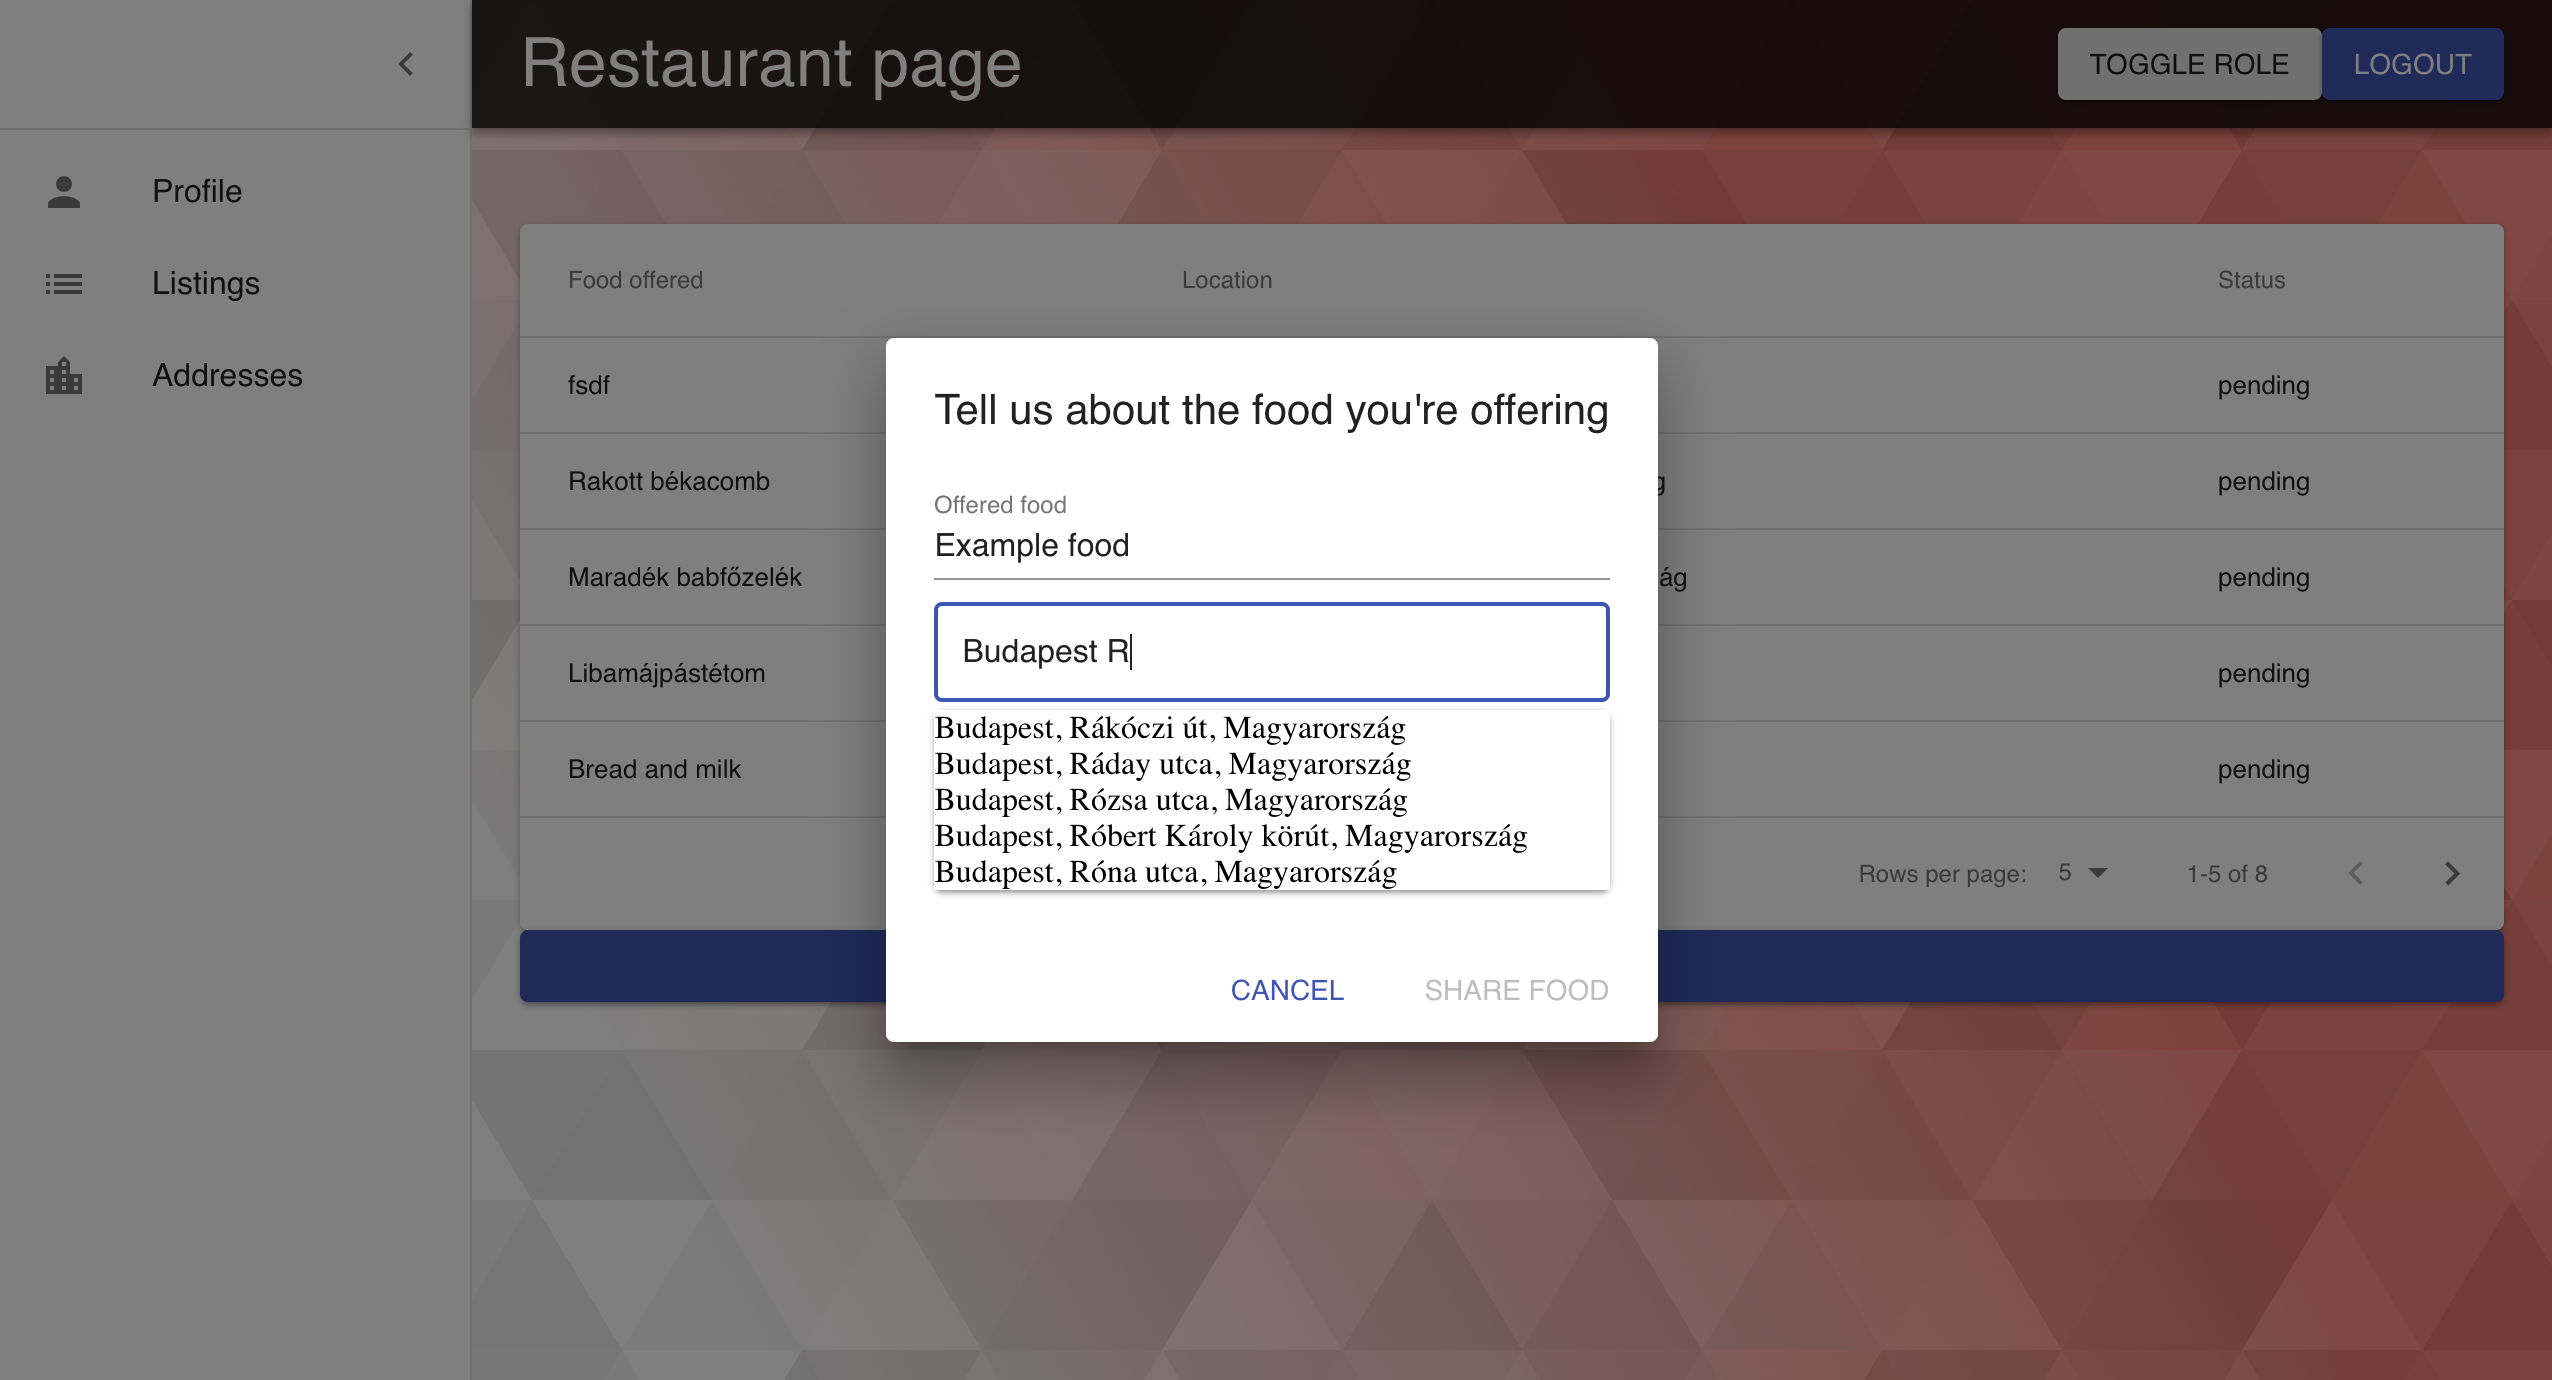 Restaurant page
TOGGLE ROLE
LOGOUT
Profile
Listings
Addresses
Food offered
Location
Status
fsdf
pending
Rakott békacomb
g
pending
Maradék babfőzelék
ág
pending
Libamájpástétom
pending
Bread and milk
pending
Rows per page: 5
1-5 of 8
Tell us about the food you're offering
Offered food
Example food
Budapest R
Budapest, Rákóczi út, Magyarország
Budapest, Ráday utca, Magyarország
Budapest, Rózsa utca, Magyarország
Budapest, Róbert Károly körút, Magyarország
Budapest, Róna utca, Magyarország
CANCEL
SHARE FOOD